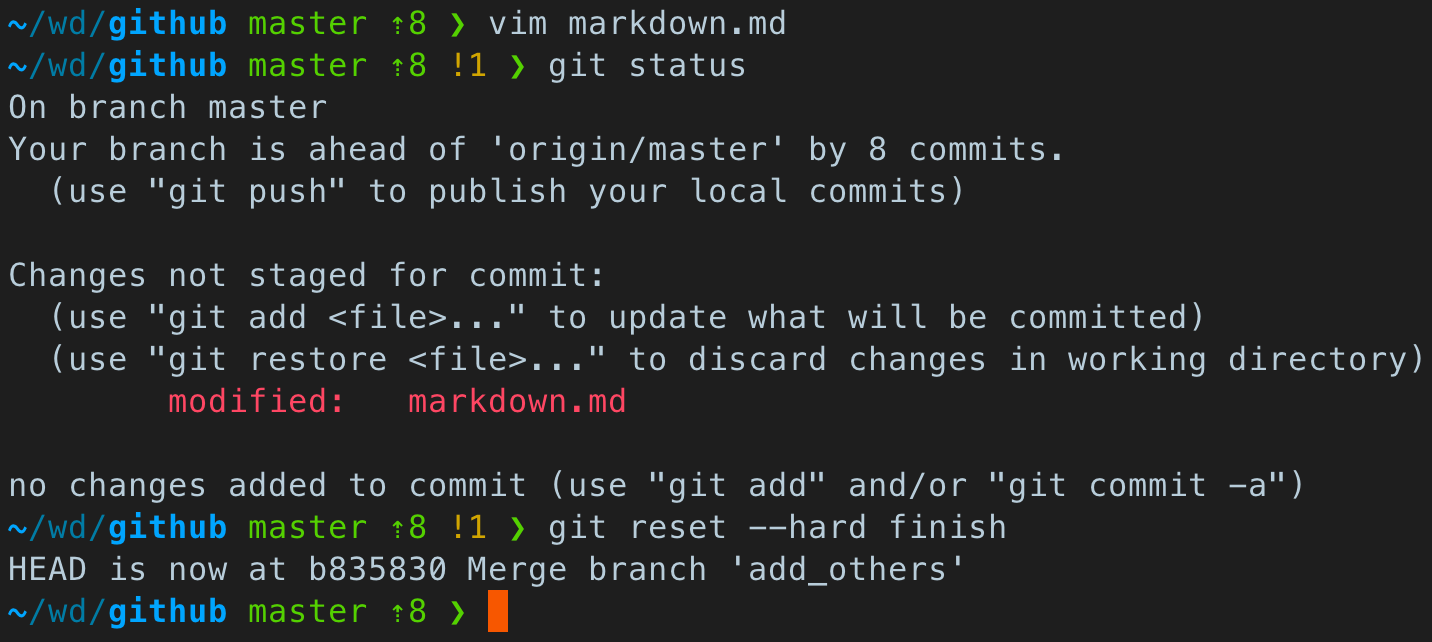 ~/wd/github master ⇡8 ❯ vim markdown.md
~/wd/github master ⇡8 !1 ❯ git status
On branch master
Your branch is ahead of 'origin/master' by 8 commits.
  (use "git push" to publish your local commits)

Changes not staged for commit:
  (use "git add <file>..." to update what will be committed)
  (use "git restore <file>..." to discard changes in working directory)
        modified:   markdown.md

no changes added to commit (use "git add" and/or "git commit -a")
~/wd/github master ⇡8 !1 ❯ git reset --hard finish
HEAD is now at b835830 Merge branch 'add_others'
~/wd/github master ⇡8 ❯